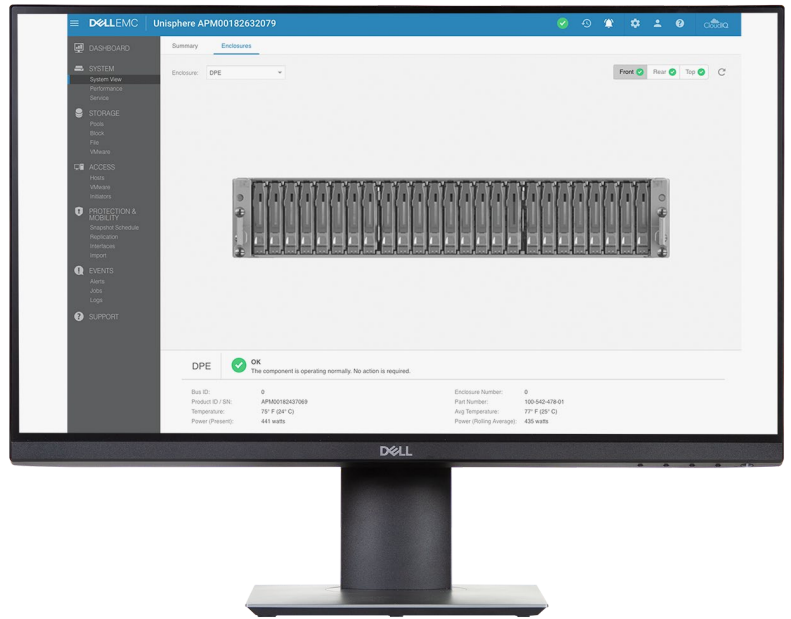 DELLEMC Unisphere APM00182632079 CloudIQ
DASHBOARD
SYSTEM
System View
Performance
Service
STORAGE
Pools
Block
File
VMware
ACCESS
Hosts
VMware
Initiators
PROTECTION &
MOBILITY
Snapshot Schedule
Replication
Interfaces
Import
EVENTS
Alerts
Jobs
Logs
SUPPORT
Summary Enclosures
Enclosure: DPE
Front Rear Top
DPE
OK
The component is operating normally. No action is required.
Bus ID: 0 Enclosure Number: 0
Product ID / SN: APM00182437069 Part Number: 100-542-478-01
Temperature: 75° F (24° C) Avg Temperature: 77° F (25° C)
Power (Present): 441 watts Power (Rolling Average): 435 watts
DELL